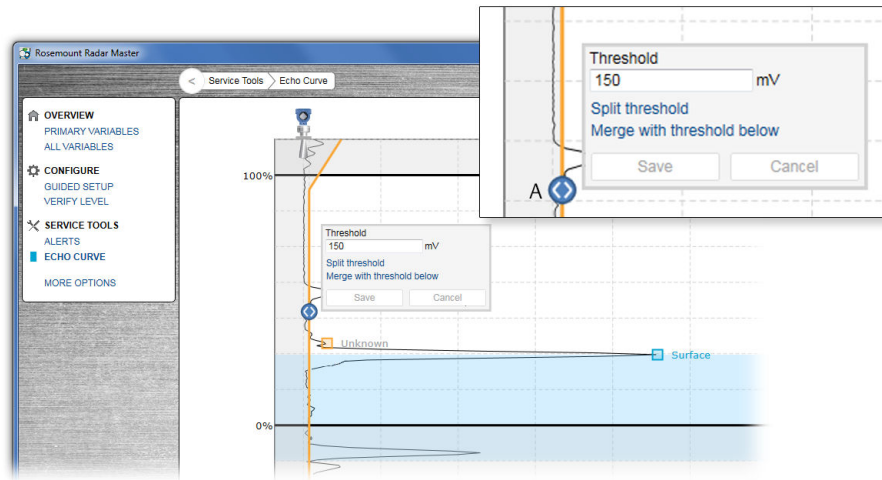 Rosemount Radar Master
< Service Tools Echo Curve
OVERVIEW
PRIMARY VARIABLES
ALL VARIABLES
CONFIGURE
GUIDED SETUP
VERIFY LEVEL
SERVICE TOOLS
ALERTS
ECHO CURVE
MORE OPTIONS
100%
Threshold
150 mV
Split threshold
Merge with threshold below
Save Cancel
Unknown
Surface
0%
Threshold
150 mV
Split threshold
Merge with threshold below
Save Cancel
A